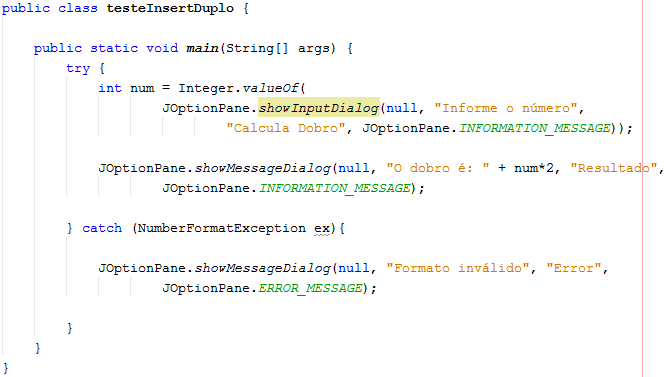 public class testeInsertDuplo {
public static void main(String[] args) {
try {
int num = Integer.valueOf(
JOptionPane.showInputDialog(null, "Informe o número",
"Calcula Dobro", JOptionPane.INFORMATION_MESSAGE));
JOptionPane.showMessageDialog(null, "O dobro é: " + num*2, "Resultado",
JOptionPane.INFORMATION_MESSAGE);
} catch (NumberFormatException ex){
JOptionPane.showMessageDialog(null, "Formato inválido", "Error",
JOptionPane.ERROR_MESSAGE);
}
}
}